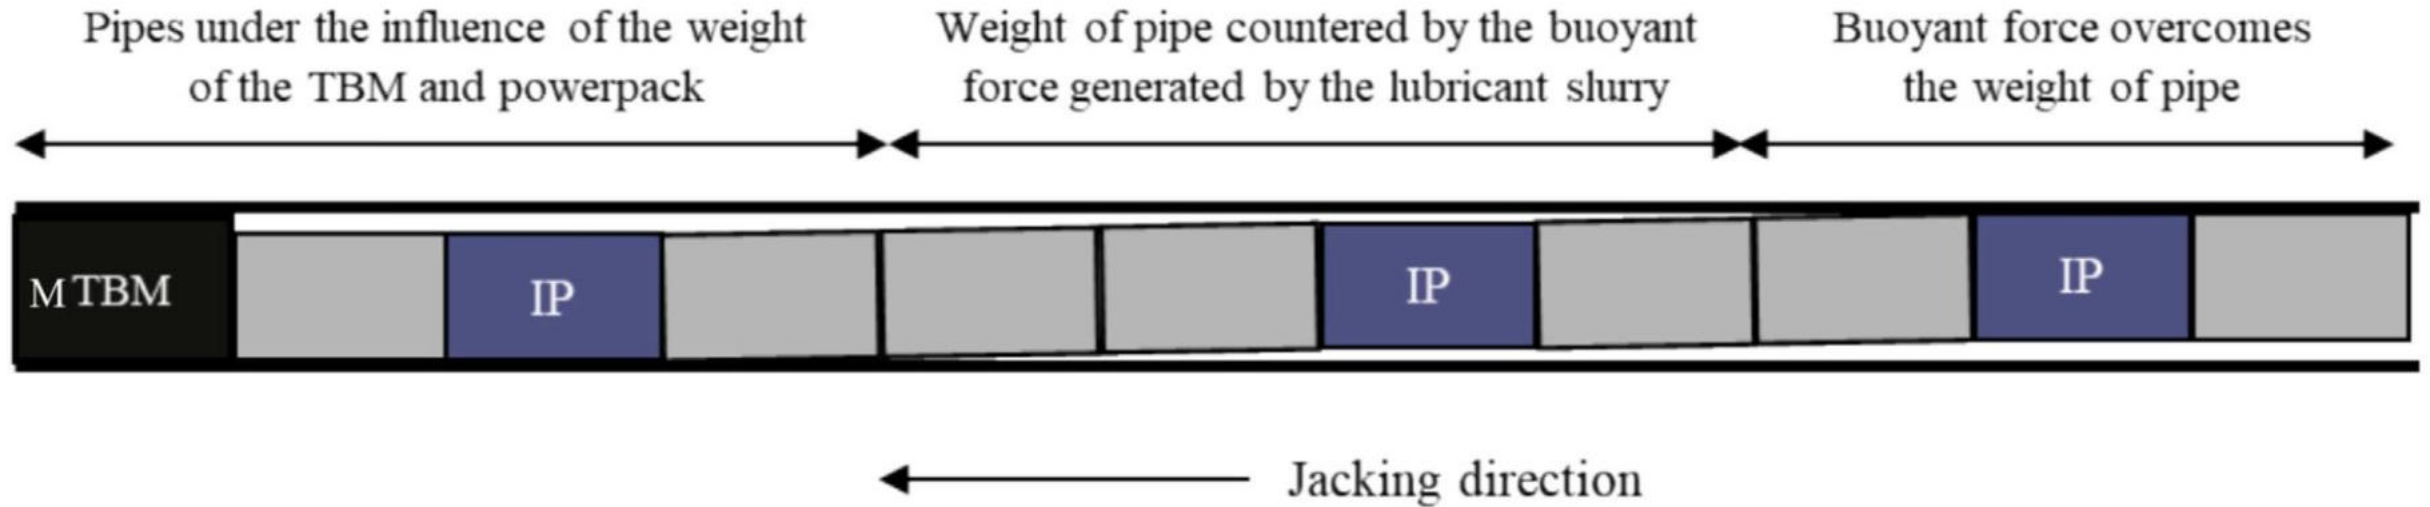 Pipes under the influence of the weight
of the TBM and powerpack
Weight of pipe countered by the buoyant
force generated by the lubricant slurry
Buoyant force overcomes
the weight of pipe
M TBM
IP
IP
IP
Jacking direction